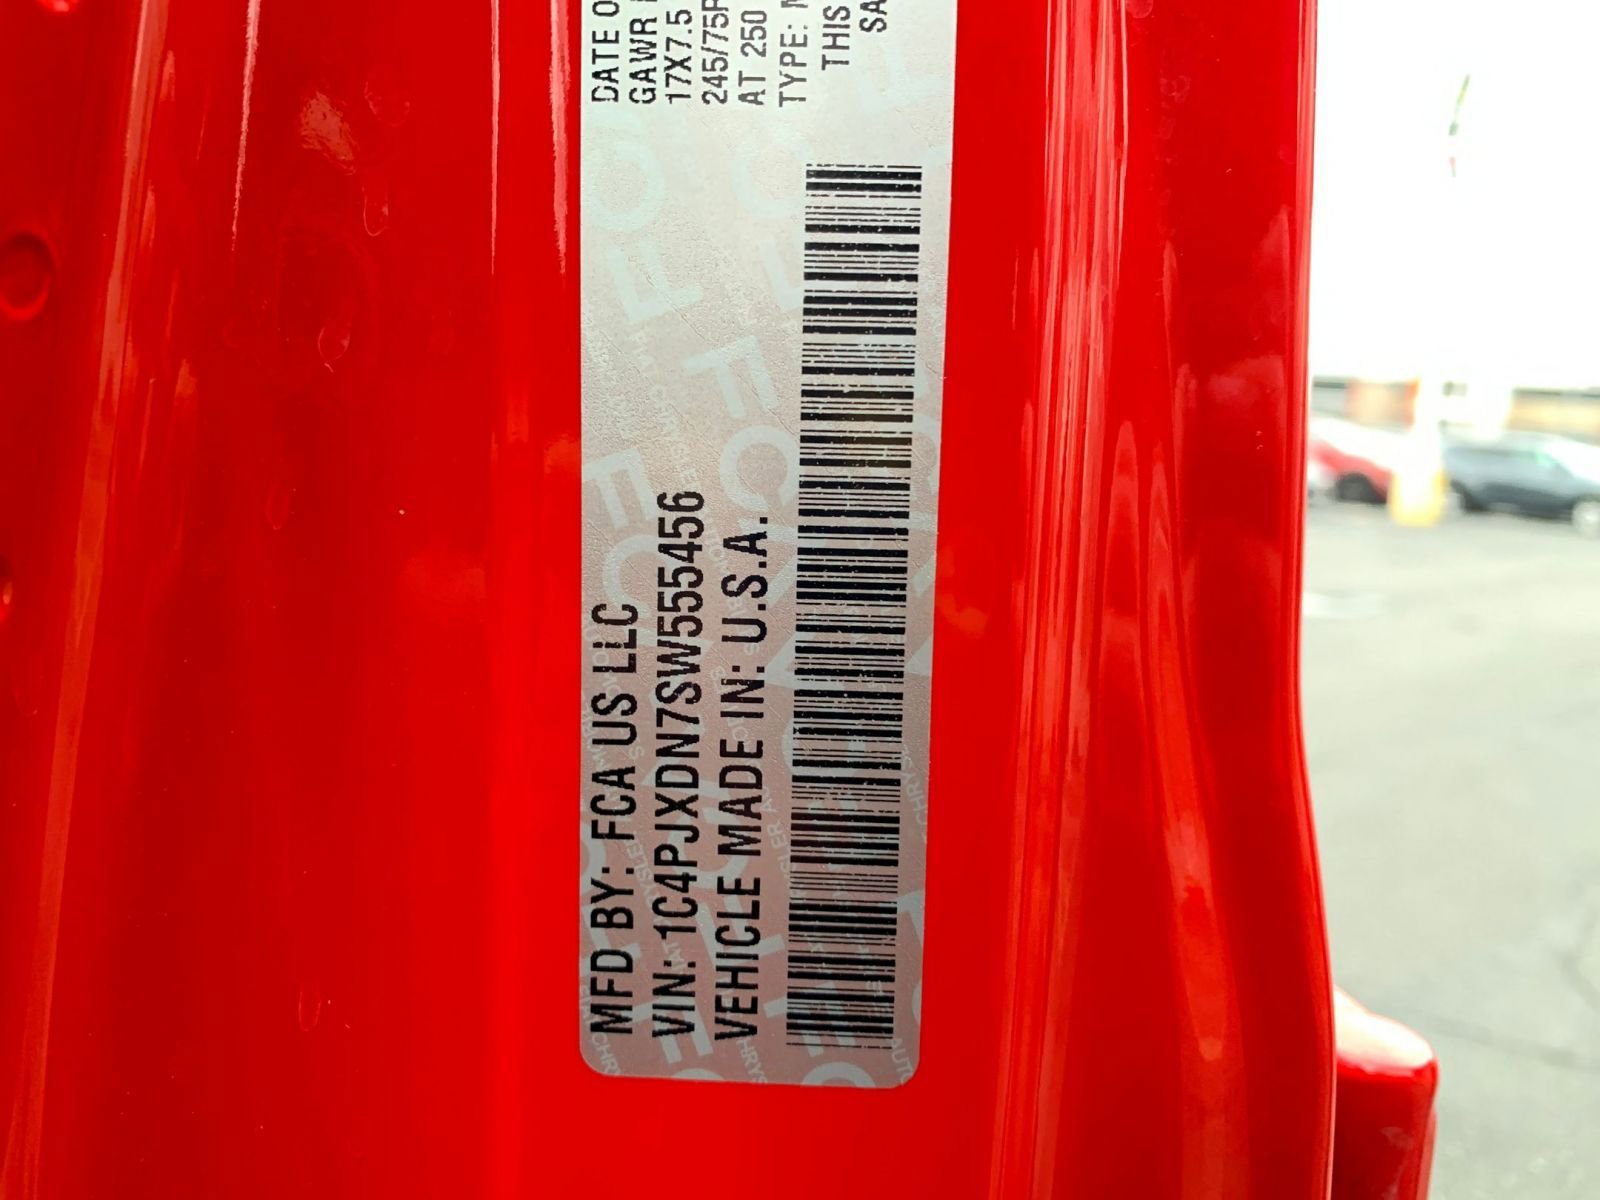 MFD BY: FCA US LLC
VIN: 1C4PJXDN7SW555456
VEHICLE MADE IN: U.S.A.
DATE O
GAWR
17X7.5
245/75R
AT 250
TYPE:
THIS
SA